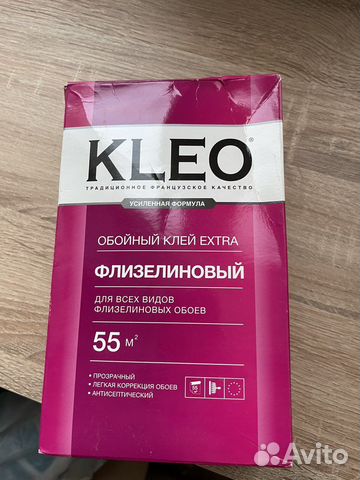 KLEO®
ТРАДИЦИОННОЕ ФРАНЦУЗСКОЕ КАЧЕСТВО
УСИЛЕННАЯ ФОРМУЛА
ОБОЙНЫЙ КЛЕЙ EXTRA
ФЛИЗЕЛИНОВЫЙ
ДЛЯ ВСЕХ ВИДОВ
ФЛИЗЕЛИНОВЫХ ОБОЕВ
55 м²
• ПРОЗРАЧНЫЙ
• ЛЕГКАЯ КОРРЕКЦИЯ ОБОЕВ
• АНТИСЕПТИЧЕСКИЙ
55
Avito